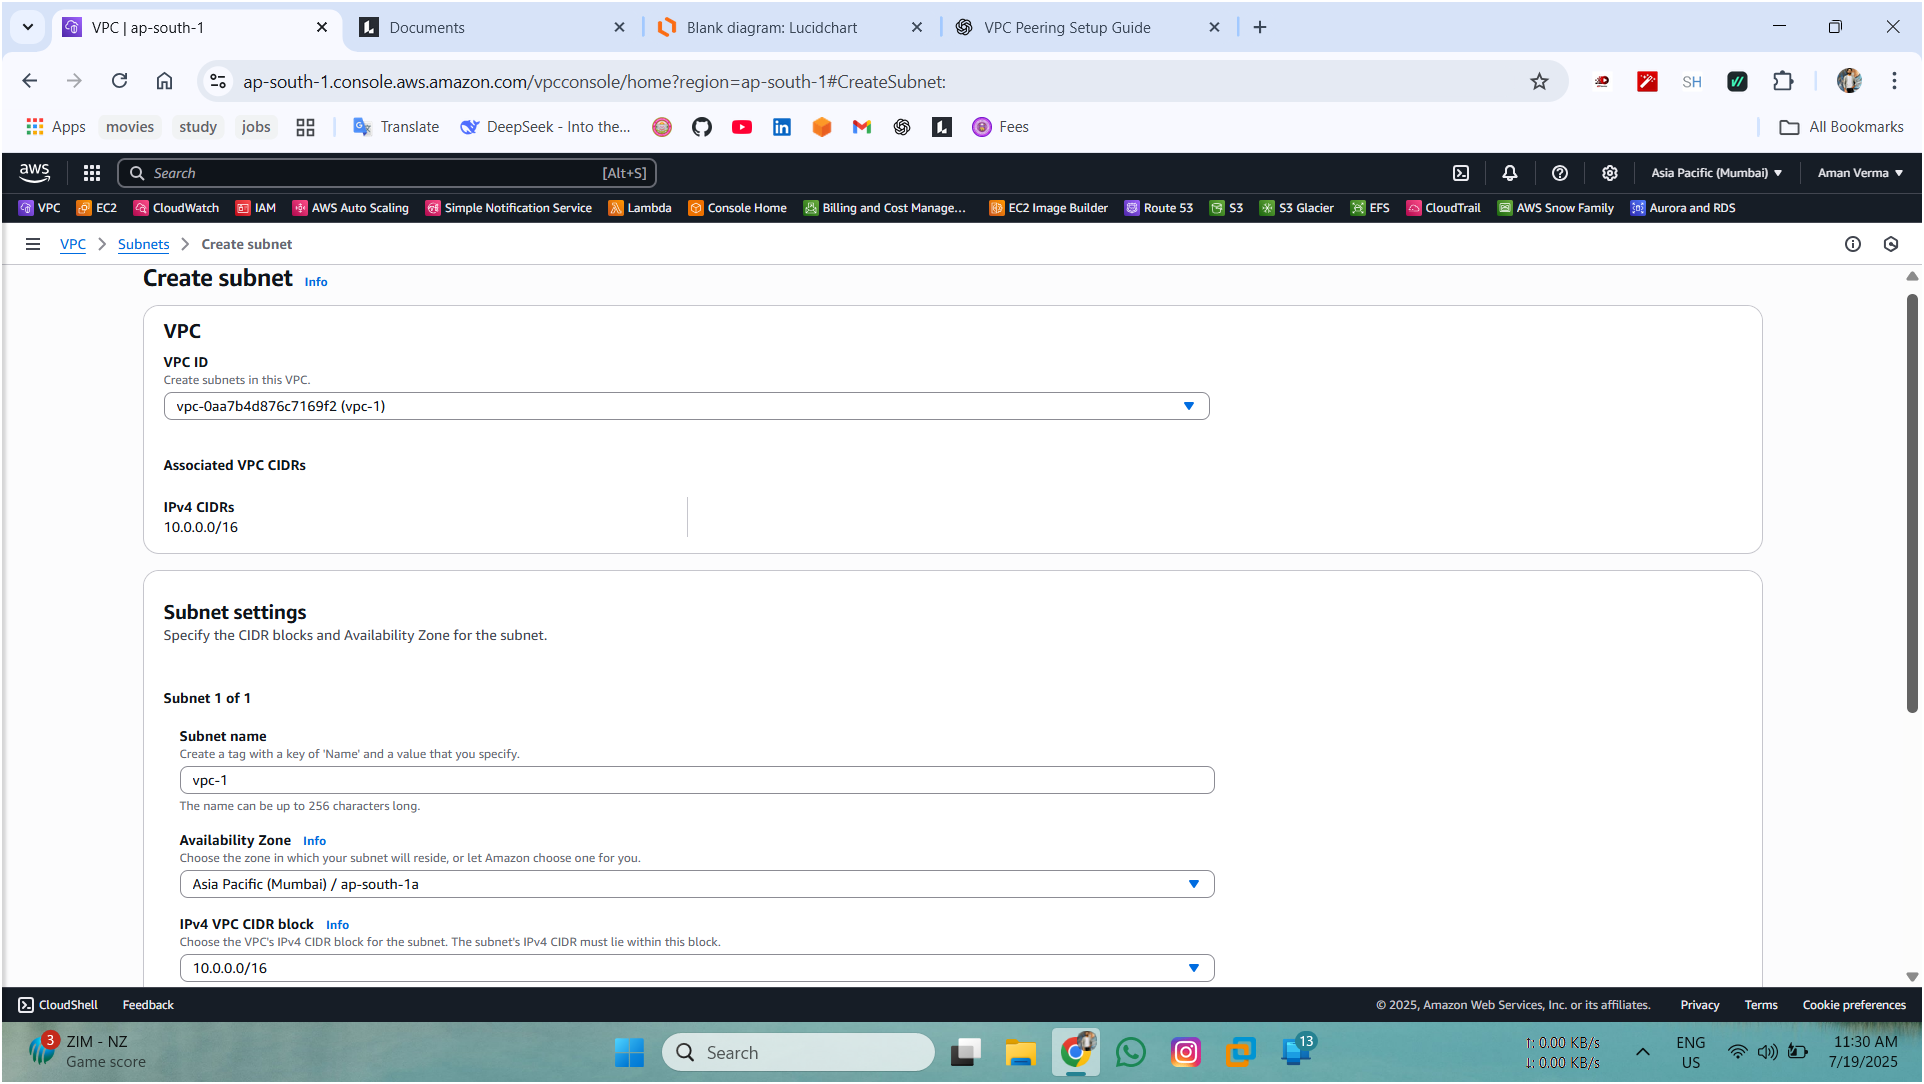 VPC | ap-south-1
Documents
Blank diagram: Lucidchart
VPC Peering Setup Guide
ap-south-1.console.aws.amazon.com/vpcconsole/home?region=ap-south-1#CreateSubnet:
SH
Apps
movies
study
jobs
Translate
DeepSeek - Into the...
Fees
All Bookmarks
aws
Search
[Alt+S]
Asia Pacific (Mumbai)
Aman Verma
VPC
EC2
CloudWatch
IAM
AWS Auto Scaling
Simple Notification Service
Lambda
Console Home
Billing and Cost Manage...
EC2 Image Builder
Route 53
S3
S3 Glacier
EFS
CloudTrail
AWS Snow Family
Aurora and RDS
VPC
Subnets
Create subnet
Create subnet Info
VPC
VPC ID
Create subnets in this VPC.
vpc-0aa7b4d876c7169f2 (vpc-1)
Associated VPC CIDRs
IPv4 CIDRs
10.0.0.0/16
Subnet settings
Specify the CIDR blocks and Availability Zone for the subnet.
Subnet 1 of 1
Subnet name
Create a tag with a key of 'Name' and a value that you specify.
vpc-1
The name can be up to 256 characters long.
Availability Zone Info
Choose the zone in which your subnet will reside, or let Amazon choose one for you.
Asia Pacific (Mumbai) / ap-south-1a
IPv4 VPC CIDR block Info
Choose the VPC's IPv4 CIDR block for the subnet. The subnet's IPv4 CIDR must lie within this block.
10.0.0.0/16
CloudShell
Feedback
© 2025, Amazon Web Services, Inc. or its affiliates.
Privacy
Terms
Cookie preferences
3
ZIM - NZ
Game score
Search
13
↑: 0.00 KB/s
↓: 0.00 KB/s
ENG
US
11:30 AM
7/19/2025